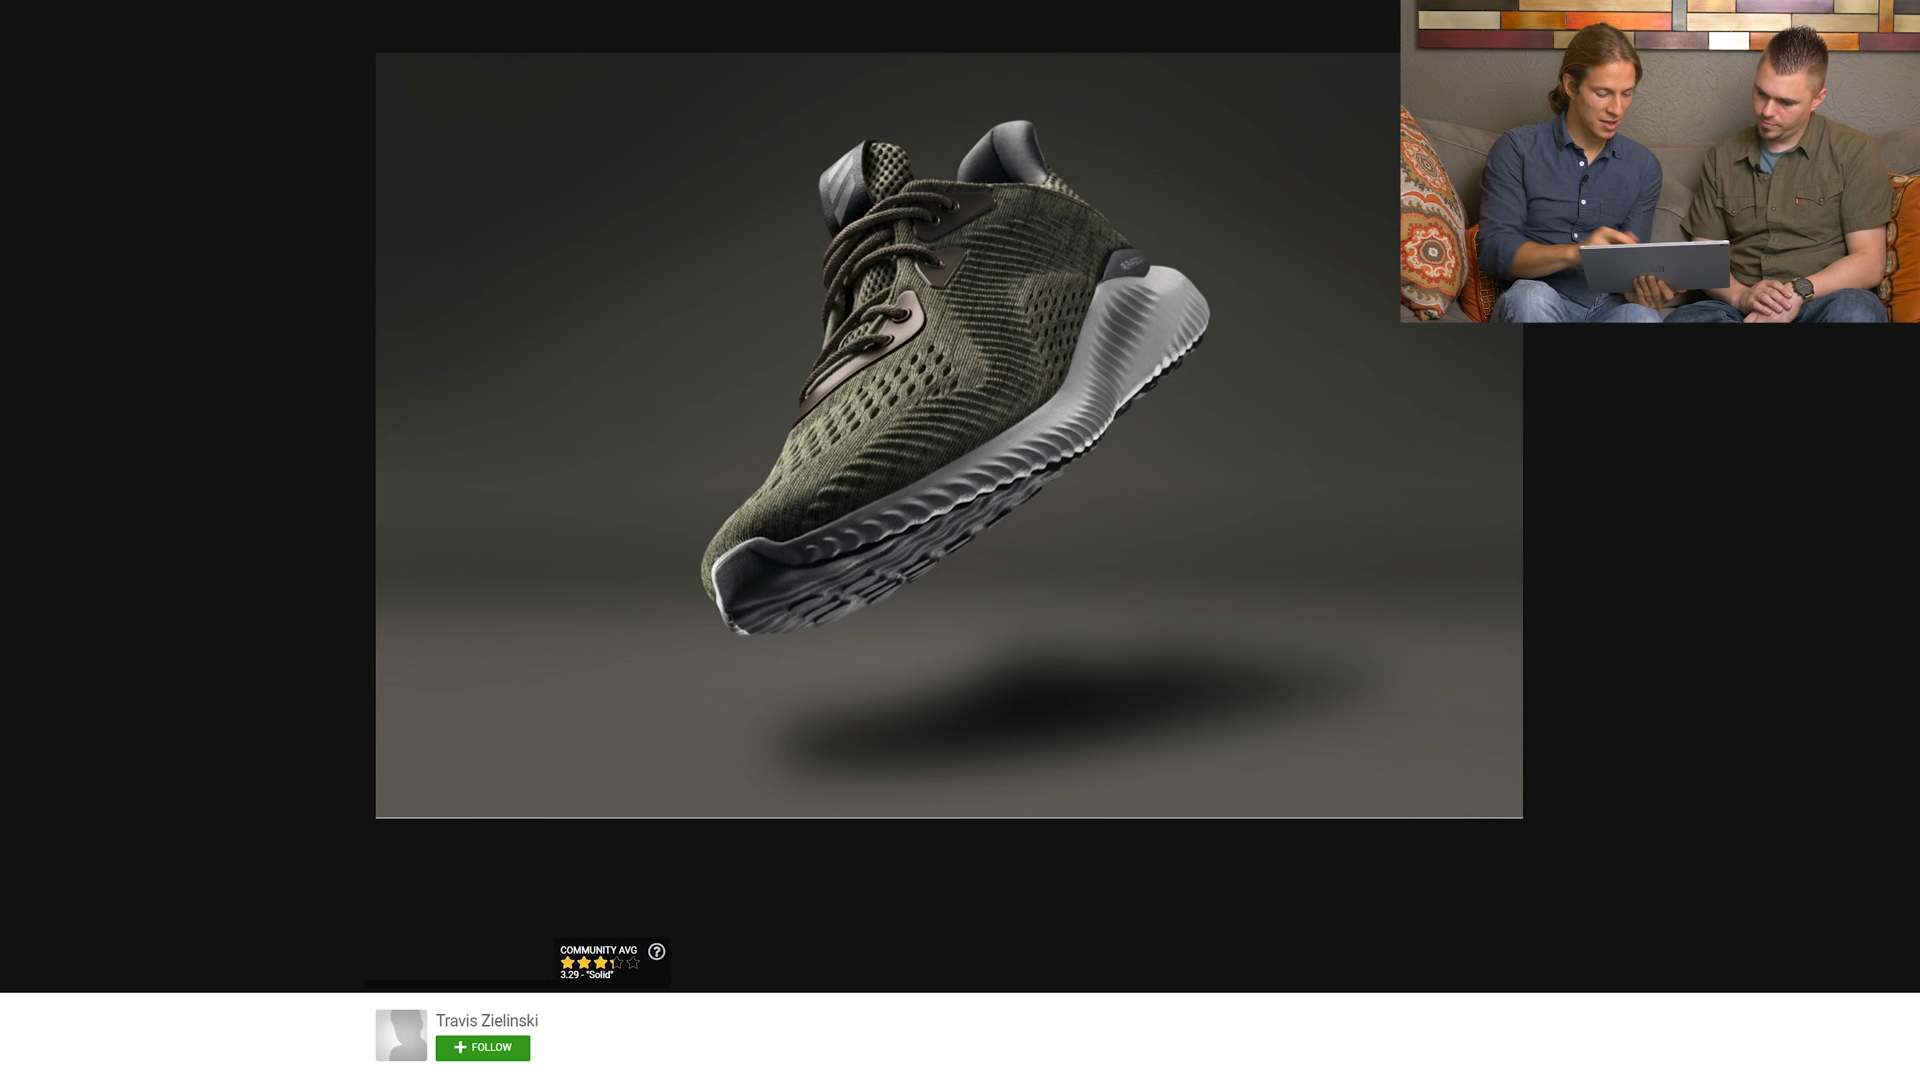 COMMUNITY AVG
?
3.29 - "Solid"
Travis Zielinski
+ FOLLOW